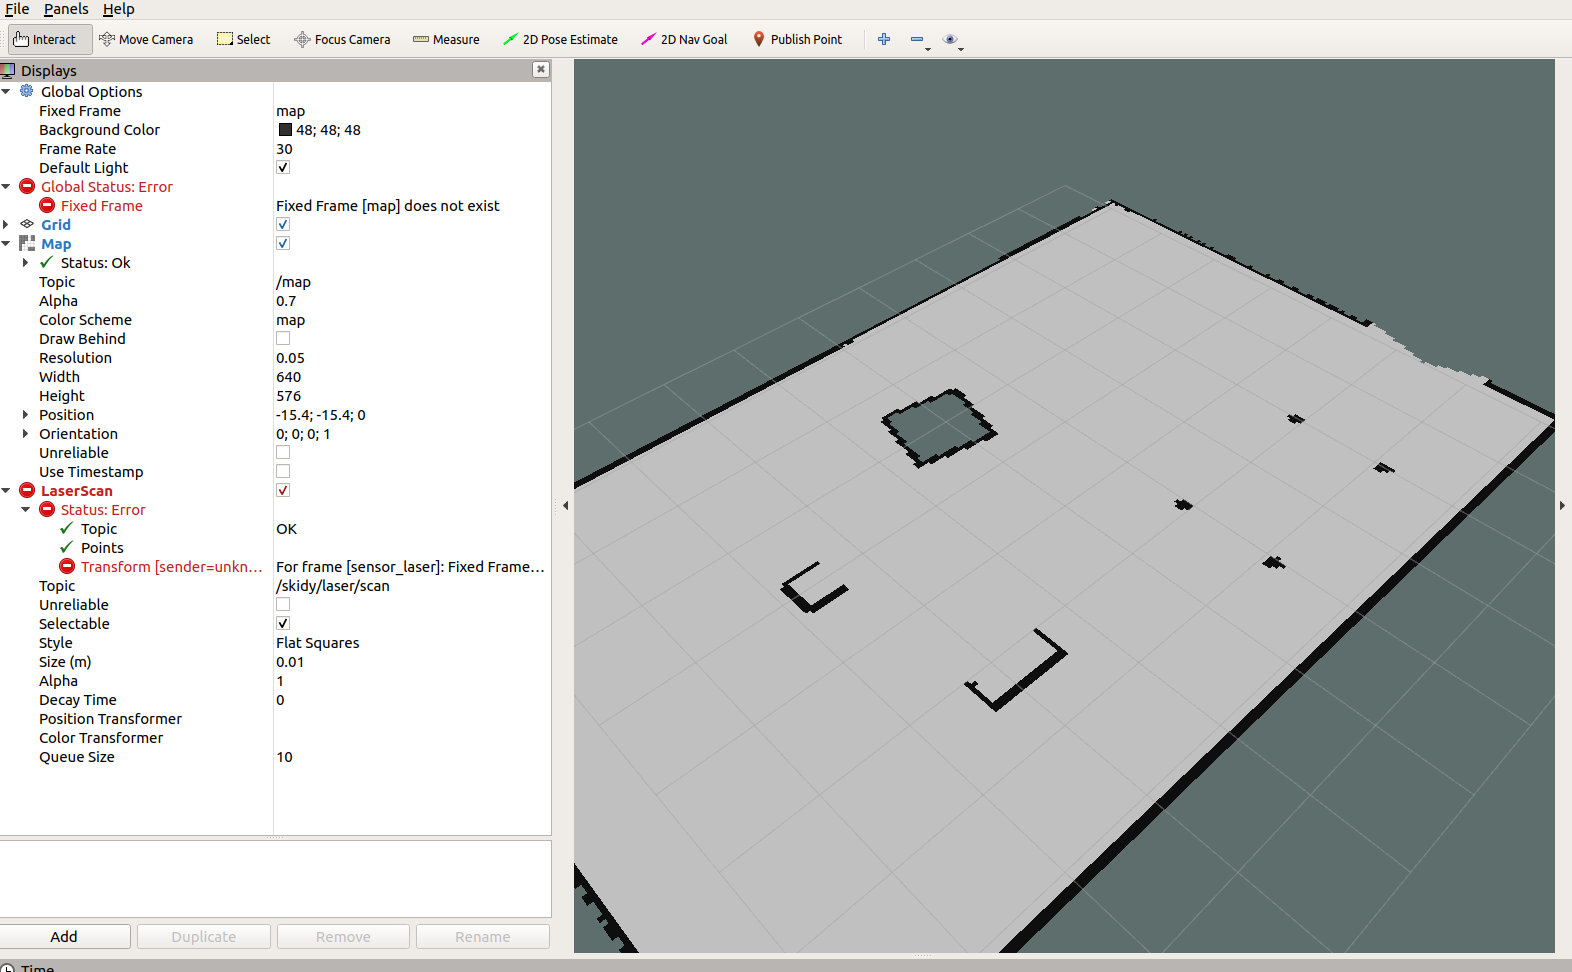 File Panels Help
Interact Move Camera Select Focus Camera Measure 2D Pose Estimate 2D Nav Goal Publish Point
Displays
Global Options
Fixed Frame map
Background Color 48; 48; 48
Frame Rate 30
Default Light
Global Status: Error
Fixed Frame Fixed Frame [map] does not exist
Grid
Map
Status: Ok
Topic /map
Alpha 0.7
Color Scheme map
Draw Behind
Resolution 0.05
Width 640
Height 576
Position -15.4; -15.4; 0
Orientation 0; 0; 0; 1
Unreliable
Use Timestamp
LaserScan
Status: Error
Topic OK
Points
Transform [sender=unkn... For frame [sensor_laser]: Fixed Frame...
Topic /skidy/laser/scan
Unreliable
Selectable
Style Flat Squares
Size (m) 0.01
Alpha 1
Decay Time 0
Position Transformer
Color Transformer
Queue Size 10
Add Duplicate Remove Rename
Time